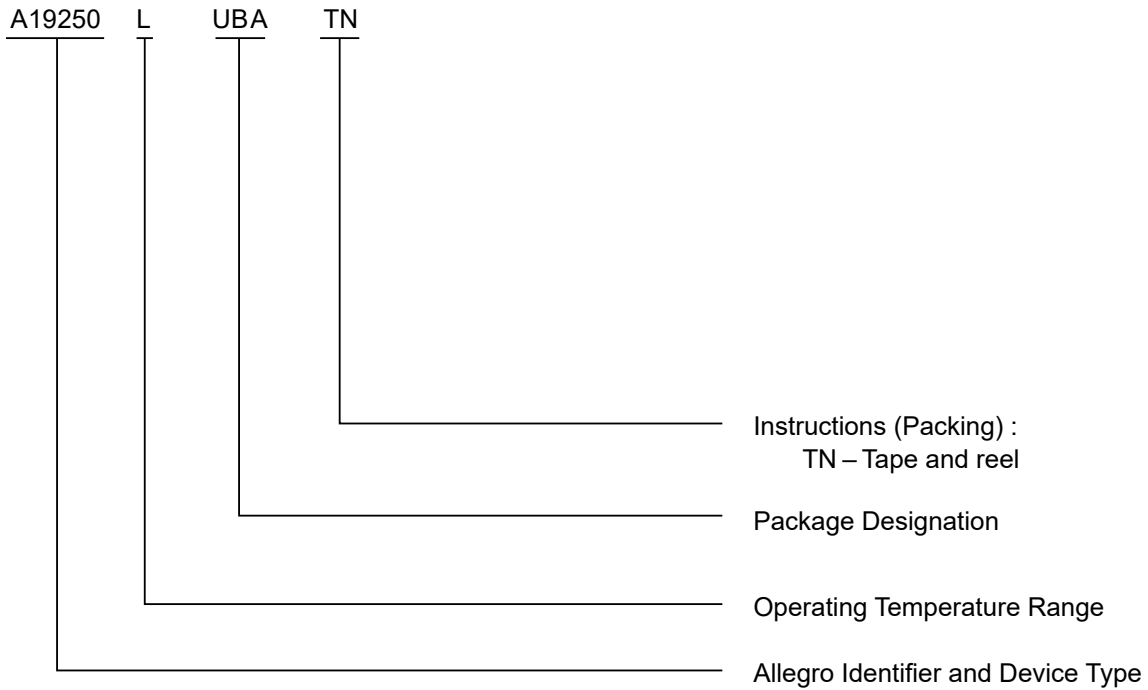 A19250 L UBA TN
Instructions (Packing) :
TN – Tape and reel
Package Designation
Operating Temperature Range
Allegro Identifier and Device Type